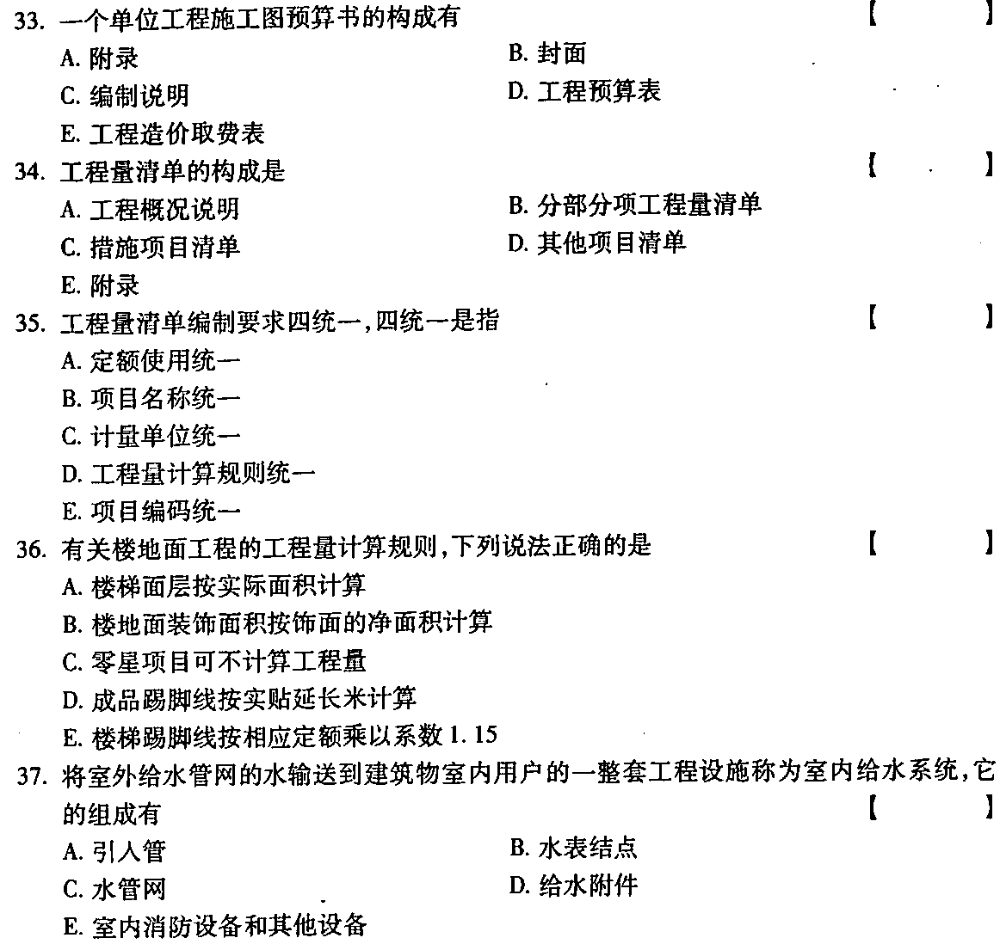 33. 一个单位工程施工图预算书的构成有 【 】
A. 附录 B. 封面
C. 编制说明 D. 工程预算表
E. 工程造价取费表
34. 工程量清单的构成是 【 】
A. 工程概况说明 B. 分部分项工程量清单
C. 措施项目清单 D. 其他项目清单
E. 附录
35. 工程量清单编制要求四统一,四统一是指 【 】
A. 定额使用统一
B. 项目名称统一
C. 计量单位统一
D. 工程量计算规则统一
E. 项目编码统一
36. 有关楼地面工程的工程量计算规则,下列说法正确的是 【 】
A. 楼梯面层按实际面积计算
B. 楼地面装饰面积按饰面的净面积计算
C. 零星项目可不计算工程量
D. 成品踢脚线按实贴延长米计算
E. 楼梯踢脚线按相应定额乘以系数 1. 15
37. 将室外给水管网的水输送到建筑物室内用户的一整套工程设施称为室内给水系统,它
的组成有 【 】
A. 引入管 B. 水表结点
C. 水管网 D. 给水附件
E. 室内消防设备和其他设备